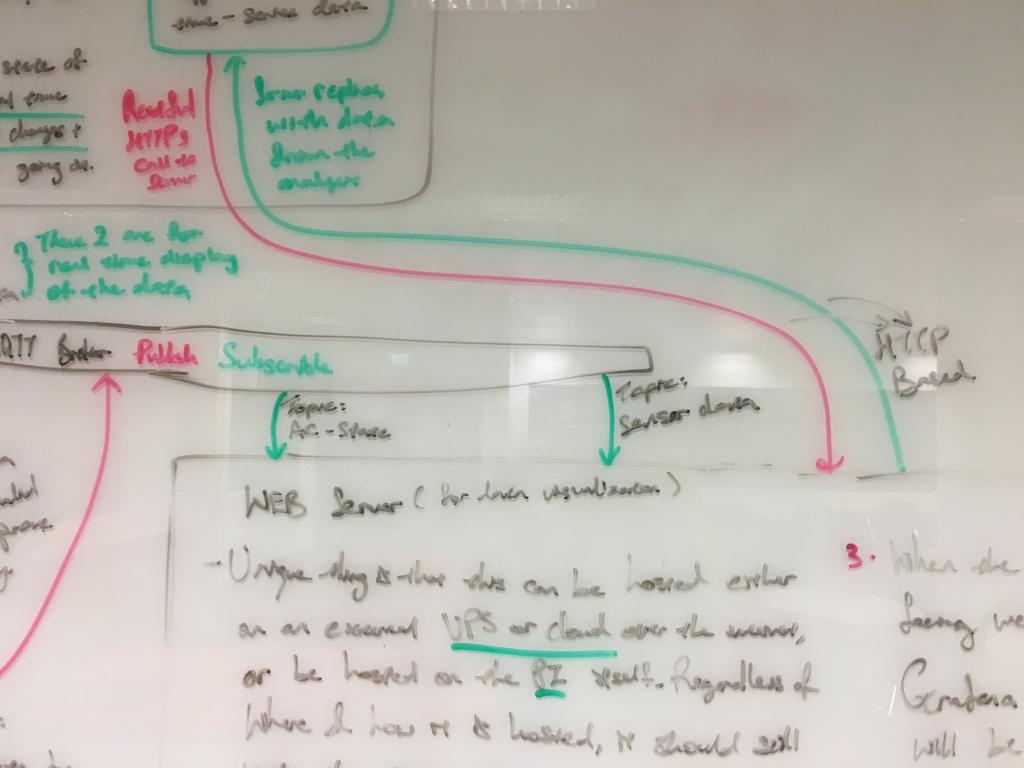 time-series data
state of
time
changes +
going on.
Restful
HTTPs
Call to
Server
Server replies
with data
from the
analyzer
These 2 are for
real time display
of the data
Broker Publish Subscribe
Topic:
AC-State
Topic:
Sensor data
HTTP
Based
WEB Server (for data visualization)
- Unique thing is that this can be hosted either
on an external VPS or cloud over the internet,
or be hosted on the PI itself. Regardless of
Where & how it is hosted, it should still
3. When the
facing we
Grafana
will be